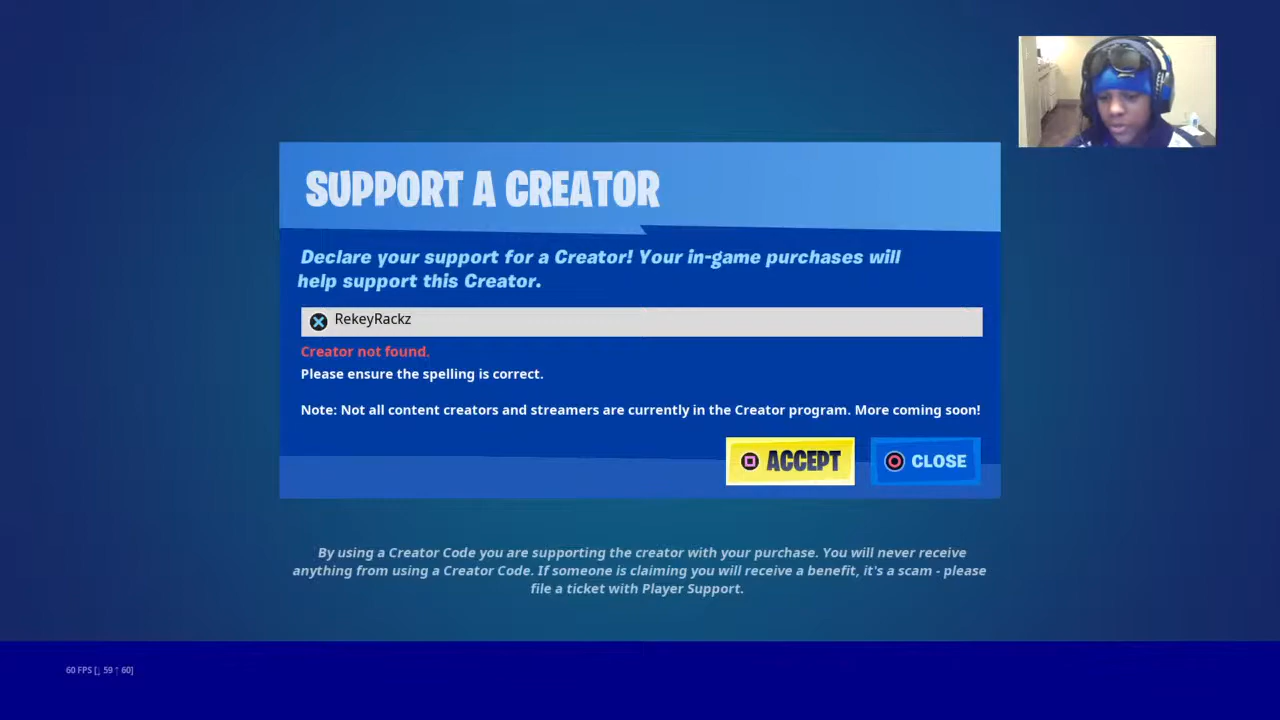 SUPPORT A CREATOR
Declare your support for a Creator! Your in-game purchases will
help support this Creator.
RekeyRackz
Creator not found.
Please ensure the spelling is correct.
Note: Not all content creators and streamers are currently in the Creator program. More coming soon!
ACCEPT
CLOSE
By using a Creator Code you are supporting the creator with your purchase. You will never receive
anything from using a Creator Code. If someone is claiming you will receive a benefit, it's a scam - please
file a ticket with Player Support.
60 FPS [↓ 59 ↑ 60]